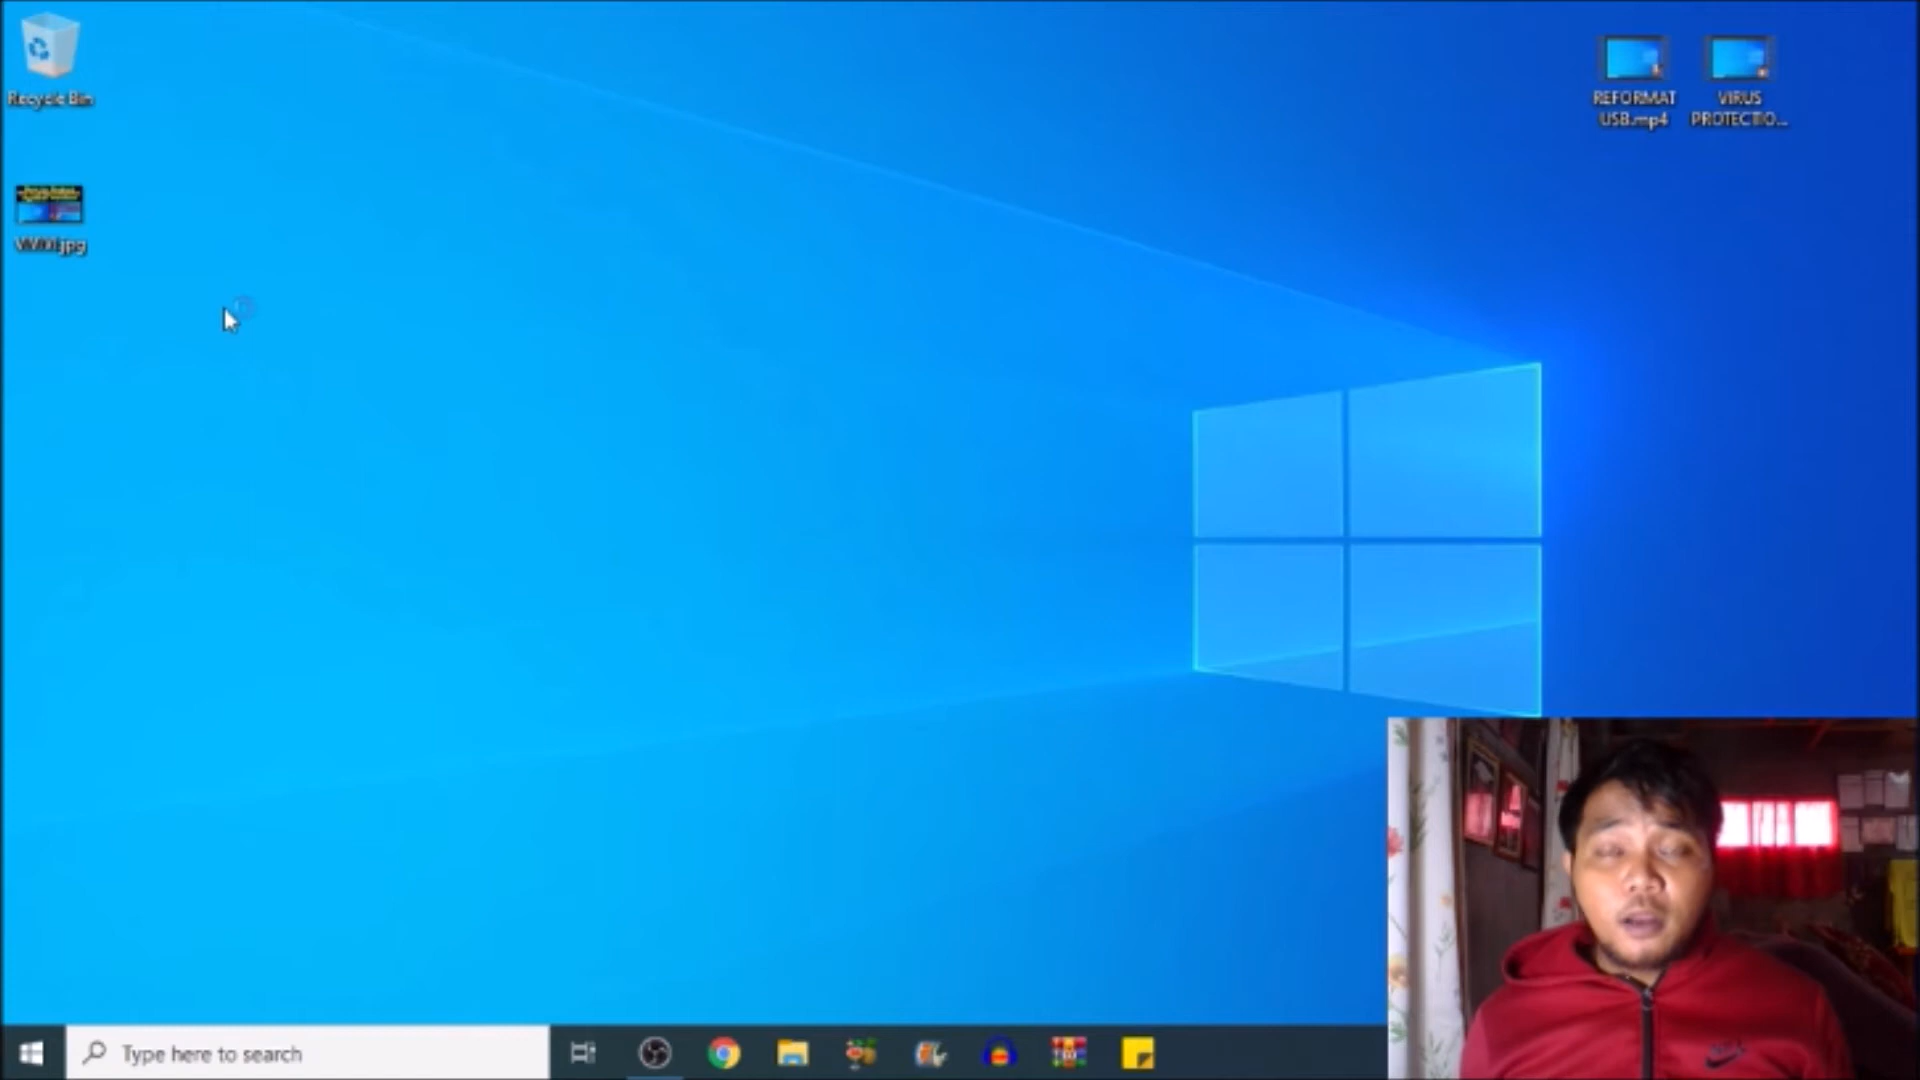 Recycle Bin
REFORMAT
USB.mp4
VIRUS
PROTECTIO...
Type here to search